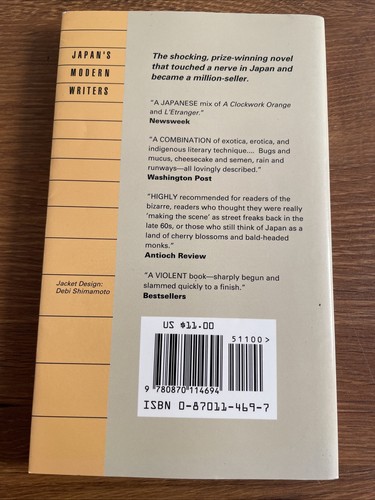 JAPAN'S
MODERN
WRITERS
The shocking, prize-winning novel
that touched a nerve in Japan and
became a million-seller.
"A JAPANESE mix of A Clockwork Orange
and L'Etranger."
Newsweek
"A COMBINATION of exotica, erotica, and
indigenous literary technique.... Bugs and
mucus, cheesecake and semen, rain and
runways—all lovingly described."
Washington Post
"HIGHLY recommended for readers of the
bizarre, readers who thought they were really
'making the scene' as street freaks back in the
late 60s, or those who still think of Japan as a
land of cherry blossoms and bald-headed
monks."
Antioch Review
"A VIOLENT book—sharply begun and
slammed quickly to a finish."
Bestsellers
Jacket Design:
Debi Shimamoto
US $11.00
51100>
9 780870 114694
ISBN 0-87011-469-7